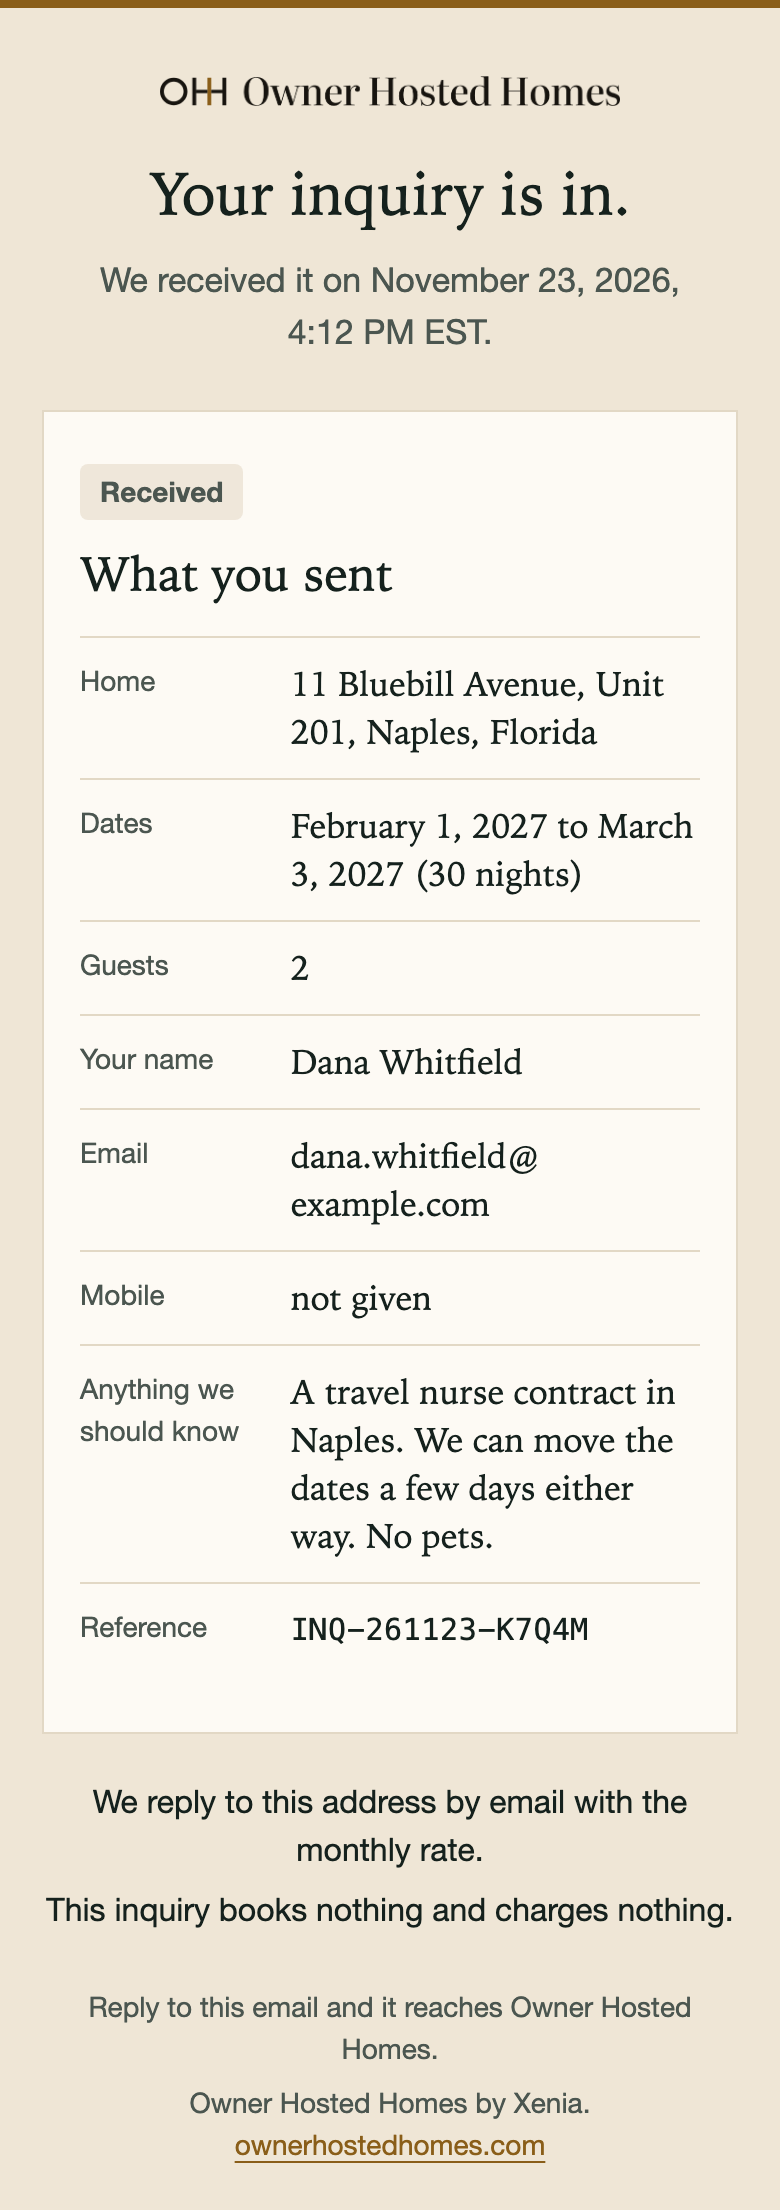 OHH Owner Hosted Homes
Your inquiry is in.
We received it on November 23, 2026,
4:12 PM EST.
Received
What you sent
Home
11 Bluebill Avenue, Unit
201, Naples, Florida
Dates
February 1, 2027 to March
3, 2027 (30 nights)
Guests
2
Your name
Dana Whitfield
Email
dana.whitfield@
example.com
Mobile
not given
Anything we
should know
A travel nurse contract in
Naples. We can move the
dates a few days either
way. No pets.
Reference
INQ-261123-K7Q4M
We reply to this address by email with the
monthly rate.
This inquiry books nothing and charges nothing.
Reply to this email and it reaches Owner Hosted
Homes.
Owner Hosted Homes by Xenia.
ownerhostedhomes.com